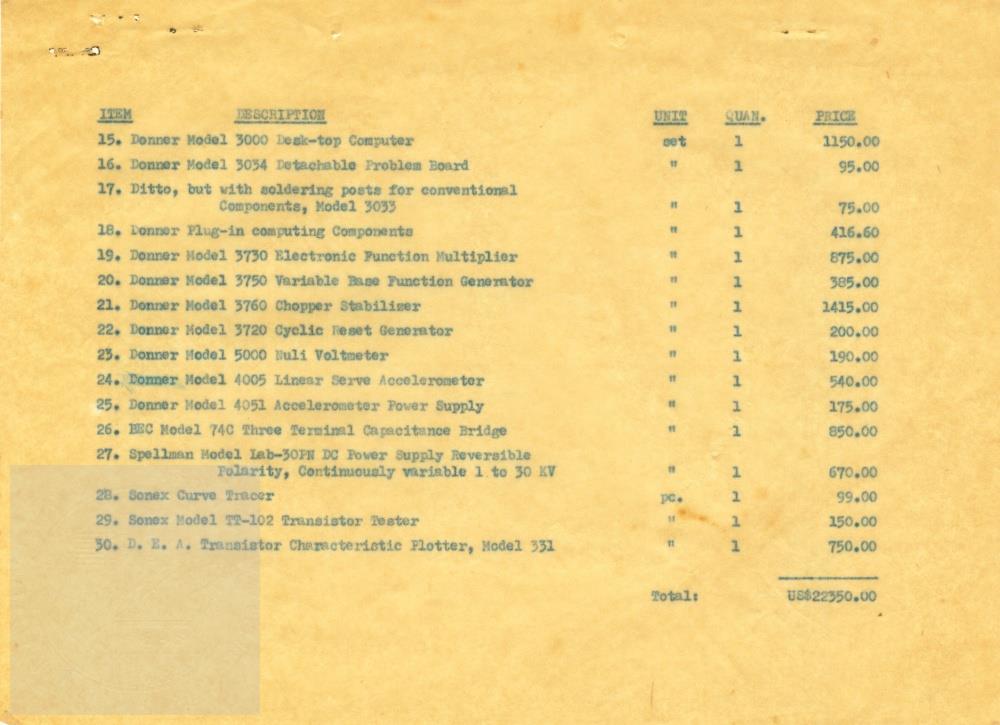 ITEM DESCRIPTION UNIT QUAN. PRICE
15. Donner Model 3000 Desk-top Computer set 1 1150.00
16. Donner Model 3034 Detachable Problem Board " 1 95.00
17. Ditto, but with soldering posts for conventional
Components, Model 3033 " 1 75.00
18. Donner Plug-in computing Components " 1 416.60
19. Donner Model 3730 Electronic Function Multiplier " 1 875.00
20. Donner Model 3750 Variable Base Function Generator " 1 385.00
21. Donner Model 3760 Chopper Stabilizer " 1 1415.00
22. Donner Model 3720 Cyclic Reset Generator " 1 200.00
23. Donner Model 5000 Nuli Voltmeter " 1 190.00
24. Donner Model 4005 Linear Serve Accelerometer " 1 540.00
25. Donner Model 4051 Accelerometer Power Supply " 1 175.00
26. BEC Model 74C Three Terminal Capacitance Bridge " 1 850.00
27. Spellman Model Lab-30PN DC Power Supply Reversible
Polarity, Continuously variable 1 to 30 KV " 1 670.00
28. Sonex Curve Tracer pc. 1 99.00
29. Sonex Model TT-102 Transistor Tester " 1 150.00
30. D. E. A. Transistor Characteristic Plotter, Model 331 " 1 750.00
Total: US$22350.00